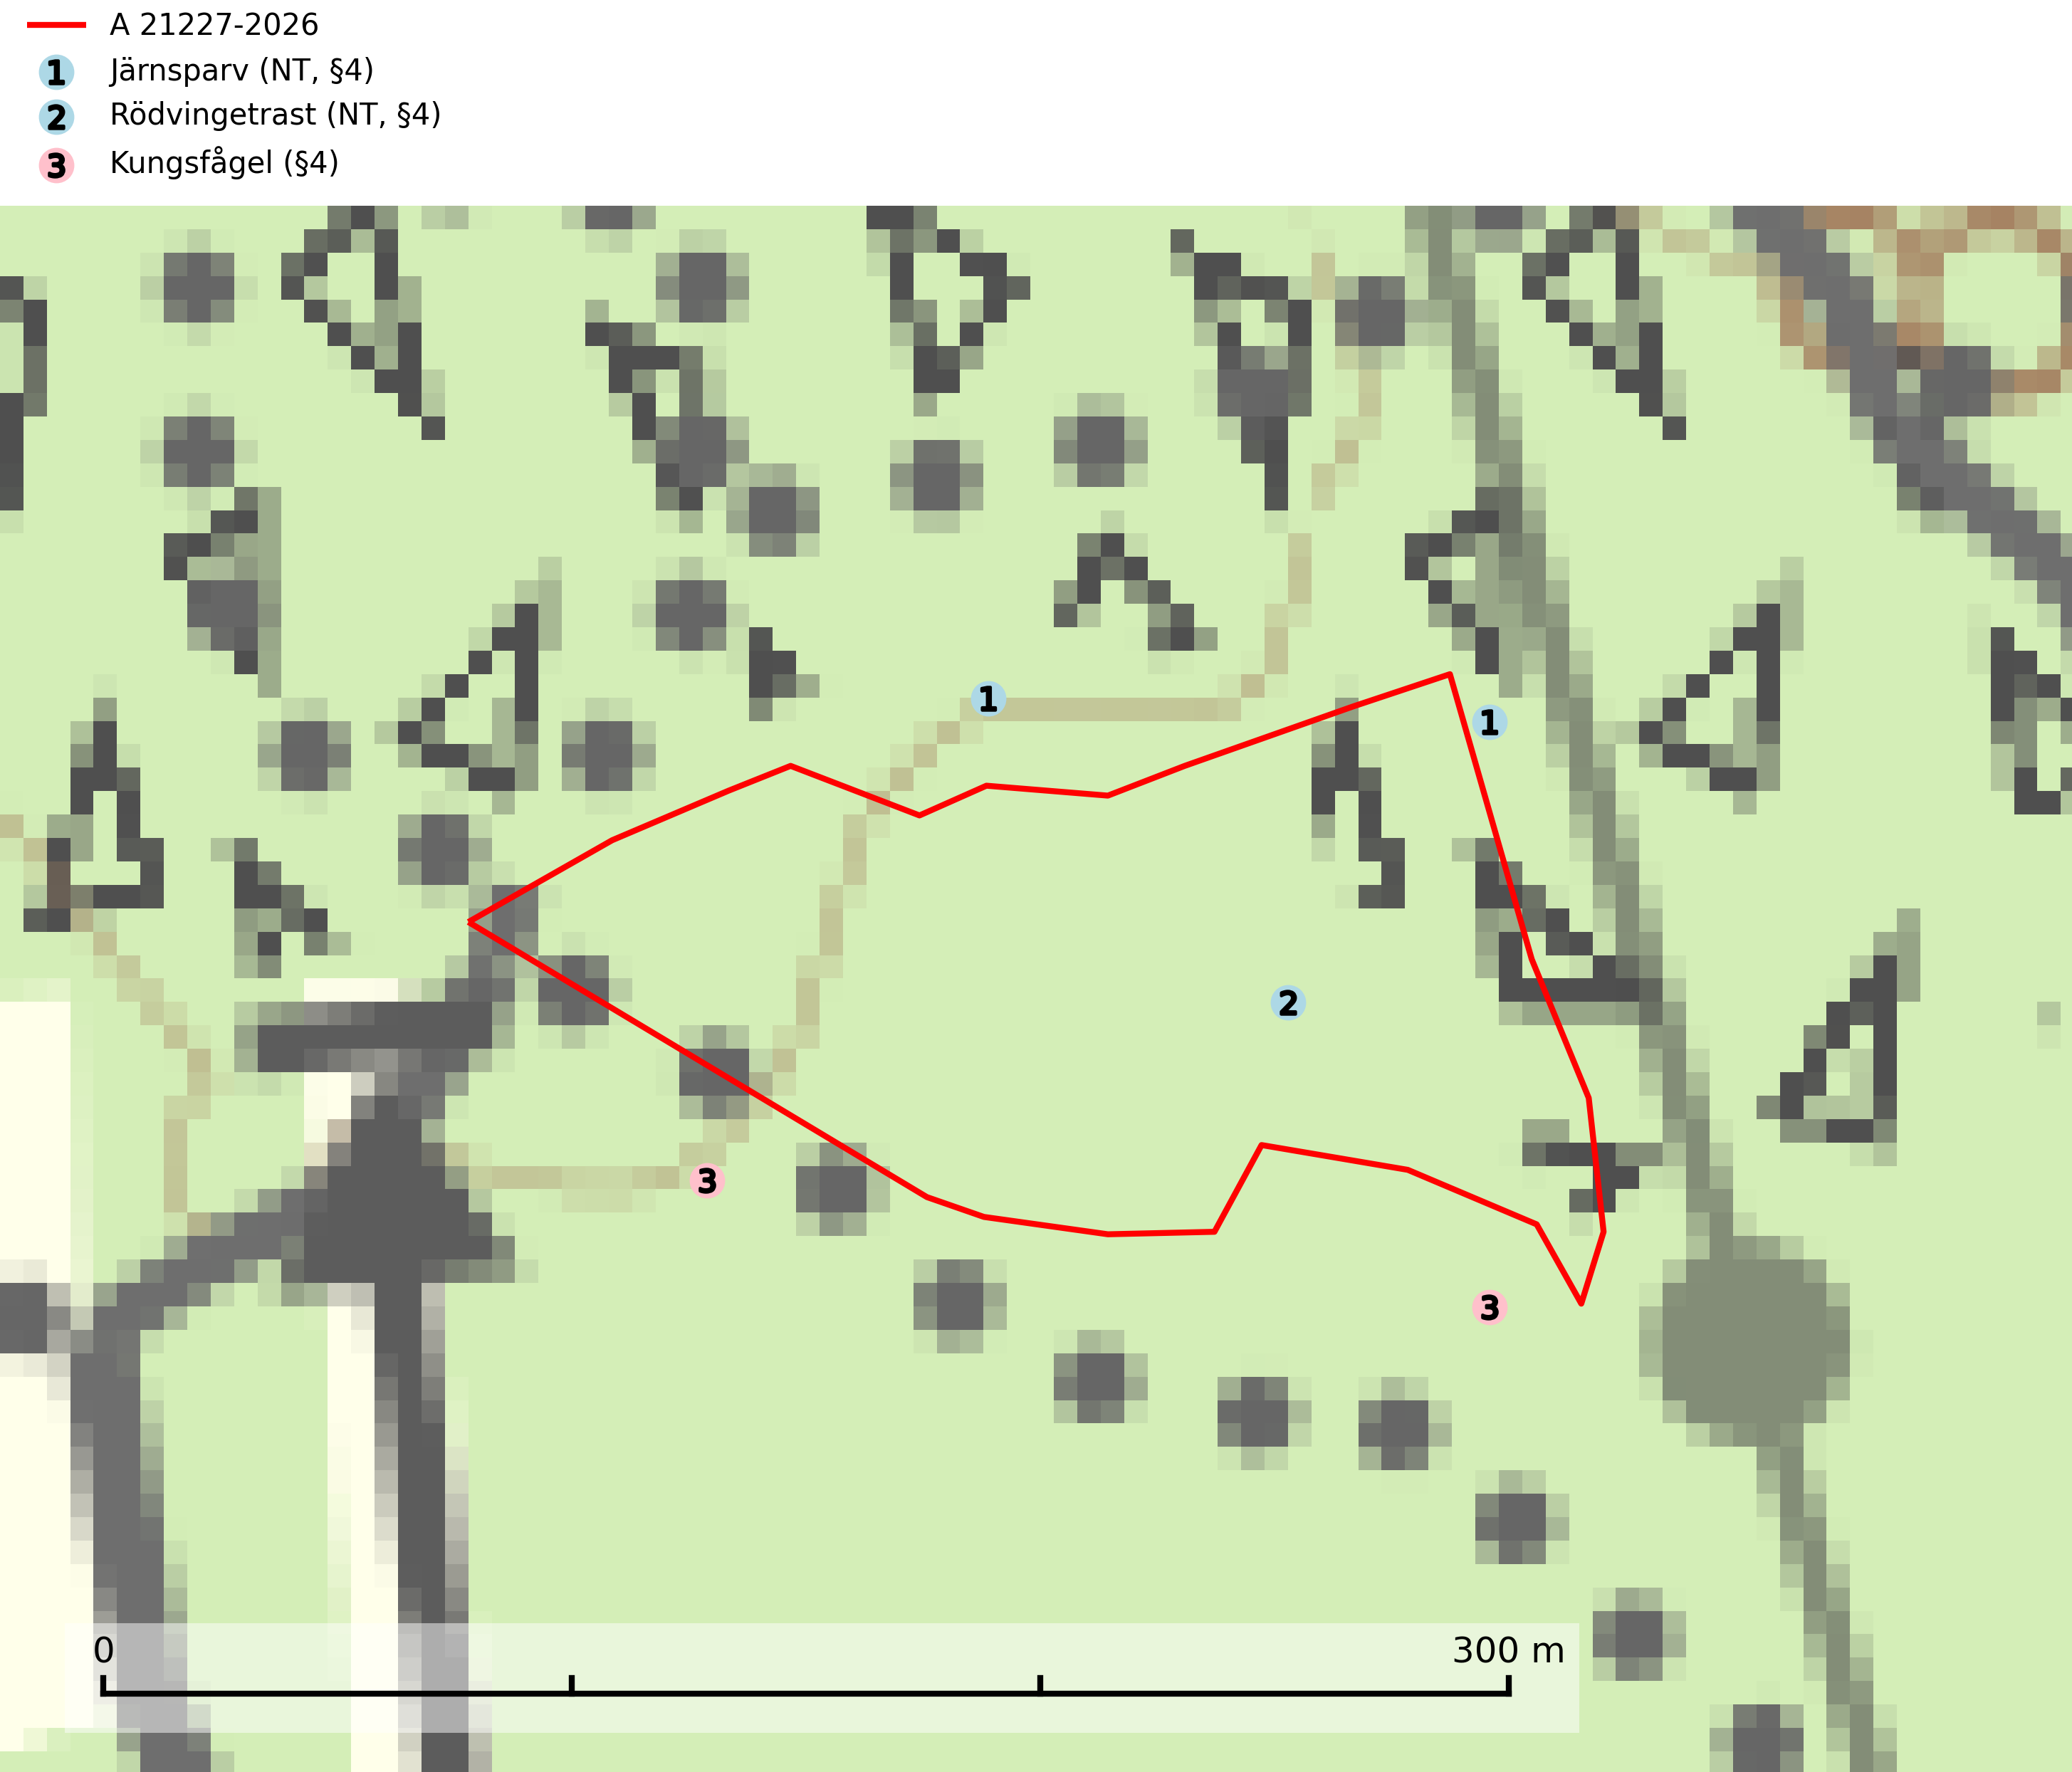 A 21227-2026
1 Järnsparv (NT, §4)
2 Rödvingetrast (NT, §4)
3 Kungsfågel (§4)
1
1
2
3
3
0 300 m